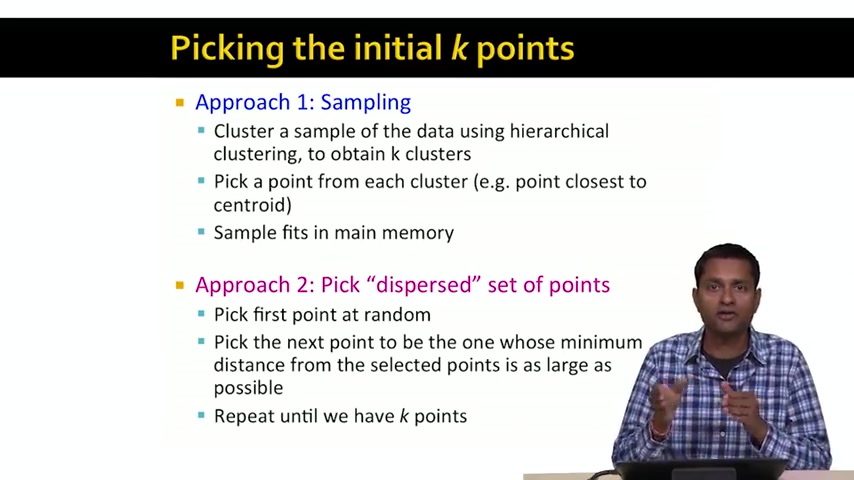 Picking the initial k points
Approach 1: Sampling
Cluster a sample of the data using hierarchical
clustering, to obtain k clusters
Pick a point from each cluster (e.g. point closest to
centroid)
Sample fits in main memory
Approach 2: Pick “dispersed” set of points
Pick first point at random
Pick the next point to be the one whose minimum
distance from the selected points is as large as
possible
Repeat until we have k points